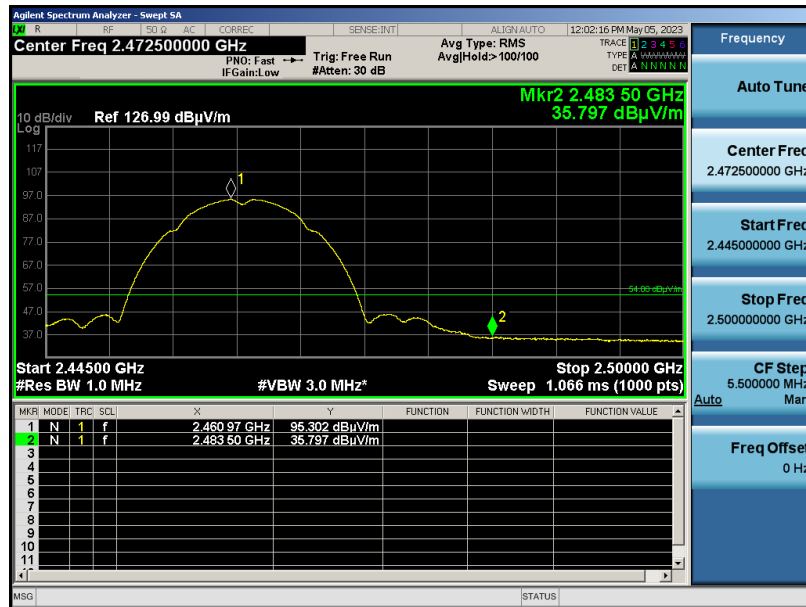 Agilent Spectrum Analyzer - Swept SA
LXI R RF 50 Ω AC CORREC SENSE:INT ALIGN AUTO 12:02:16 PM May 05, 2023
Center Freq 2.472500000 GHz
PNO: Fast
IFGain:Low
Trig: Free Run
#Atten: 30 dB
Avg Type: RMS
Avg|Hold:>100/100
TRACE 1 2 3 4 5 6
TYPE A WWWWW
DET A N N N N N
Mkr2 2.483 50 GHz
35.797 dBµV/m
10 dB/div Ref 126.99 dBµV/m
Log
117
107
97.0
87.0
77.0
67.0
57.0
47.0
37.0
54.00 dBµV/m
1
2
Start 2.44500 GHz Stop 2.50000 GHz
#Res BW 1.0 MHz #VBW 3.0 MHz* Sweep 1.066 ms (1000 pts)
MKR MODE TRC SCL X Y FUNCTION FUNCTION WIDTH FUNCTION VALUE
1 N 1 f 2.460 97 GHz 95.302 dBµV/m
2 N 1 f 2.483 50 GHz 35.797 dBµV/m
3
4
5
6
7
8
9
10
11
MSG STATUS
Frequency
Auto Tune
Center Freq
2.472500000 GHz
Start Freq
2.445000000 GHz
Stop Freq
2.500000000 GHz
CF Step
5.500000 MHz
Auto Man
Freq Offset
0 Hz